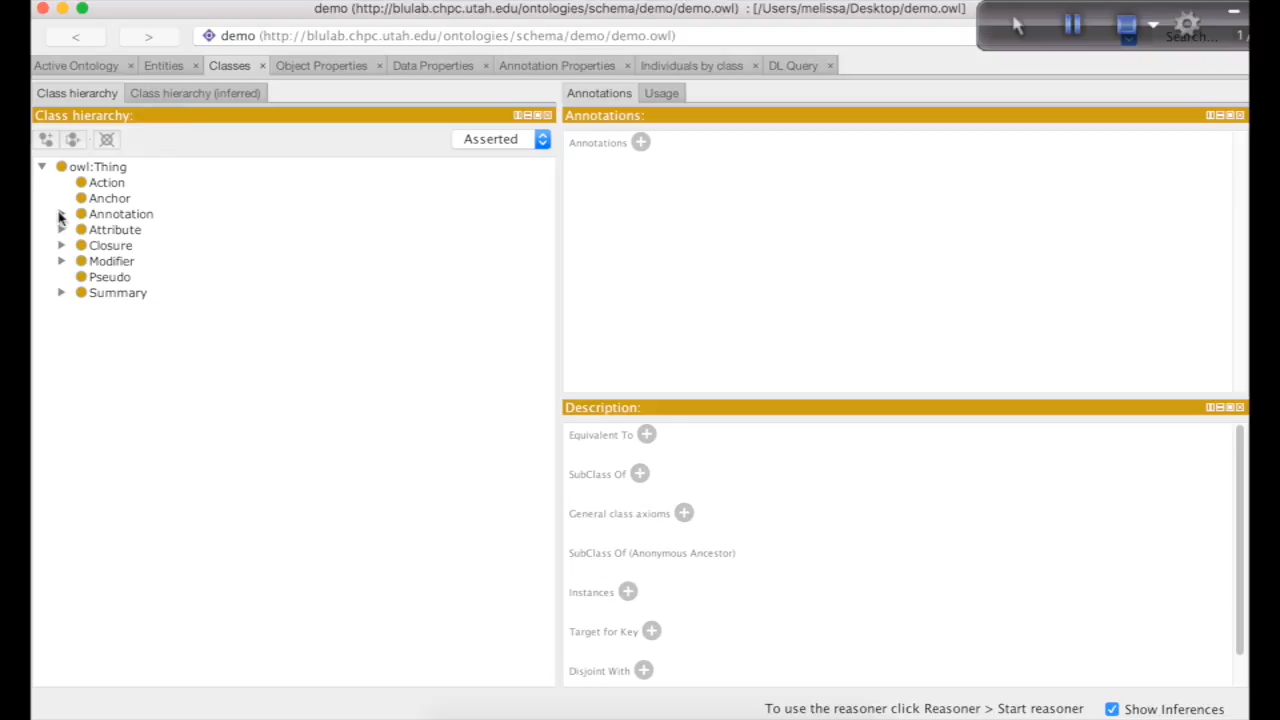 demo (http://blulab.chpc.utah.edu/ontologies/schema/demo/demo.owl) : [/Users/melissa/Desktop/demo.owl]
< > demo (http://blulab.chpc.utah.edu/ontologies/schema/demo/demo.owl) Search... 1
Active Ontology × Entities × Classes × Object Properties × Data Properties × Annotation Properties × Individuals by class × DL Query ×
Class hierarchy Class hierarchy (inferred)
Class hierarchy:
Asserted
owl:Thing
Action
Anchor
Annotation
Attribute
Closure
Modifier
Pseudo
Summary
Annotations Usage
Annotations:
Annotations
Description:
Equivalent To
SubClass Of
General class axioms
SubClass Of (Anonymous Ancestor)
Instances
Target for Key
Disjoint With
To use the reasoner click Reasoner > Start reasoner Show Inferences